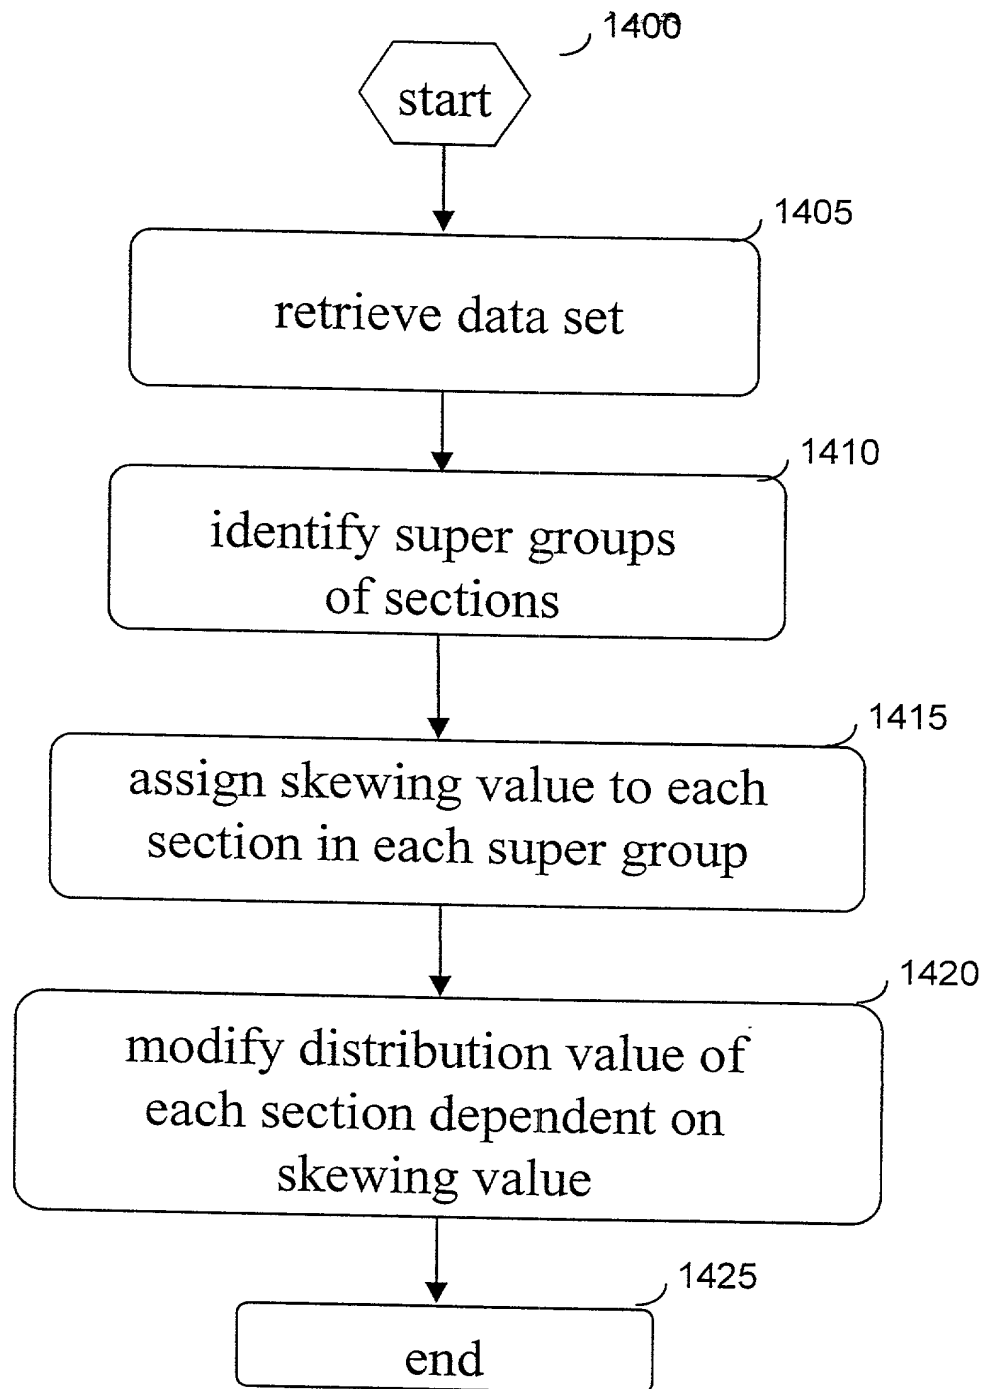 1400
start
1405
retrieve data set
1410
identify super groups
of sections
1415
assign skewing value to each
section in each super group
1420
modify distribution value of
each section dependent on
skewing value
1425
end